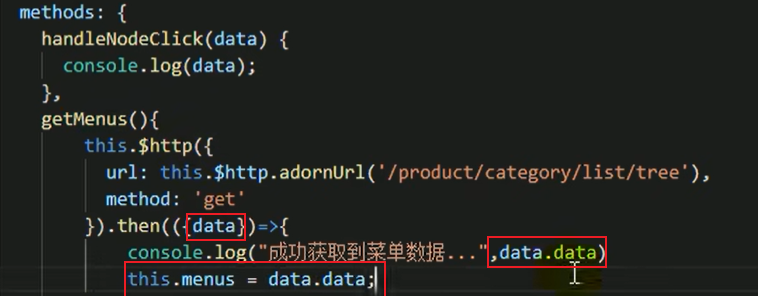 methods: {
handleNodeClick(data) {
console.log(data);
},
getMenus(){
this.$http({
url: this.$http.adornUrl('/product/category/list/tree'),
method: 'get'
}).then(({data})=>{
console.log("成功获取到菜单数据...",data.data)
this.menus = data.data;